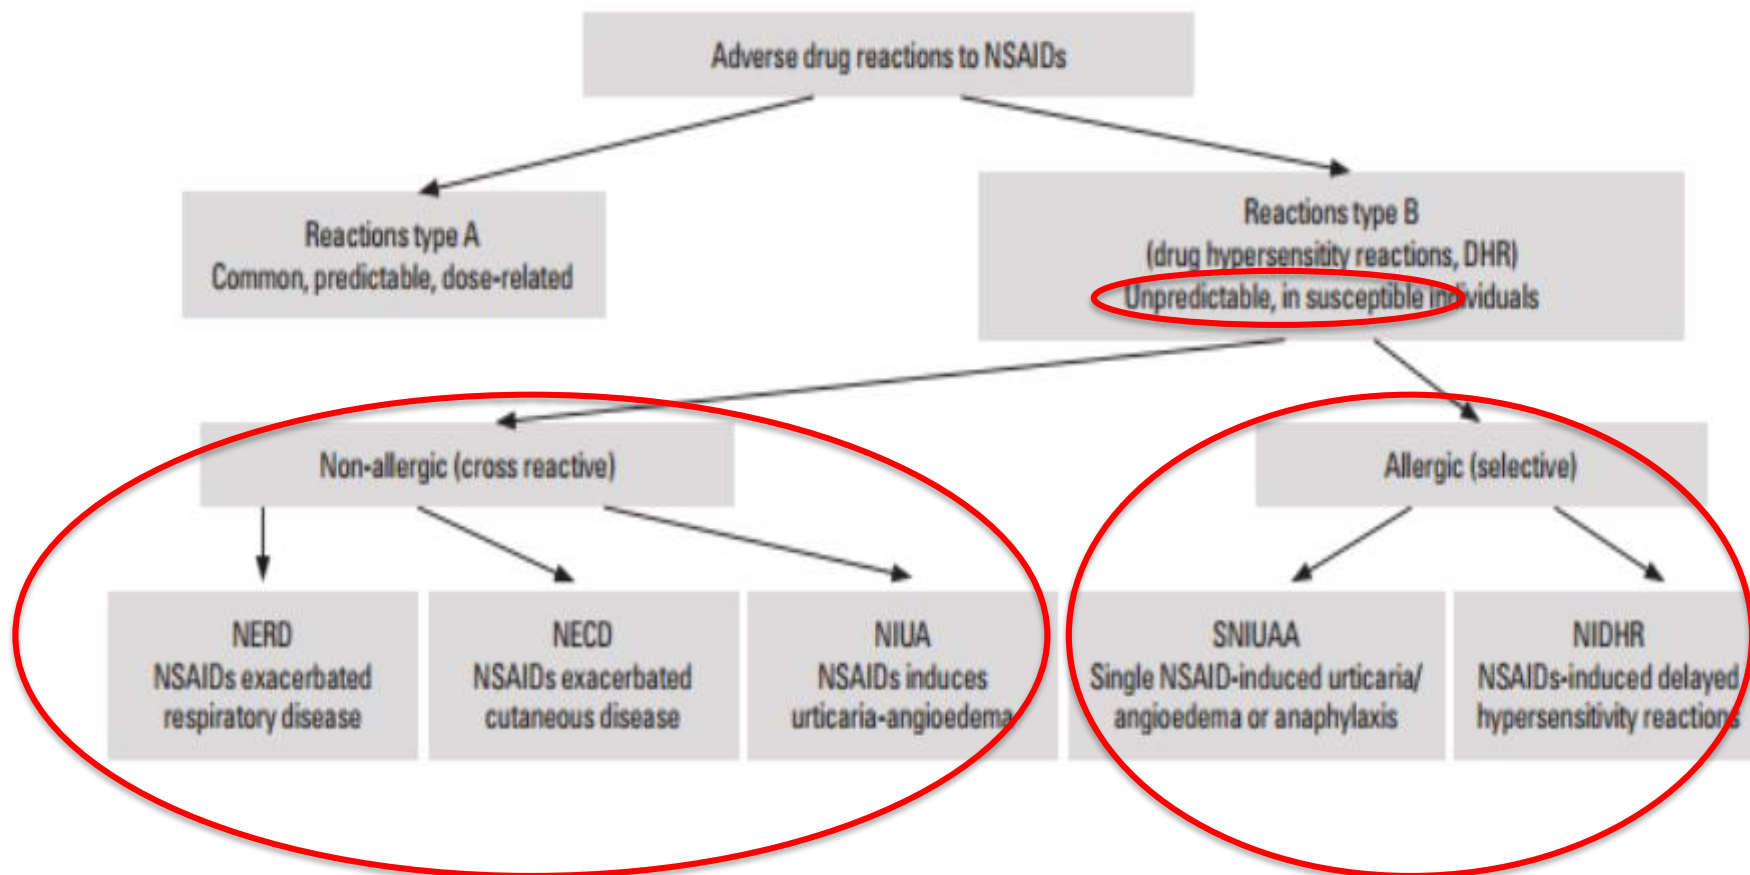 Adverse drug reactions to NSAIDs
Reactions type A
Common, predictable, dose-related
Reactions type B
(drug hypersensitity reactions, DHR)
Unpredictable, in susceptible individuals
Non-allergic (cross reactive)
Allergic (selective)
NERD
NSAIDs exacerbated
respiratory disease
NECD
NSAIDs exacerbated
cutaneous disease
NIUA
NSAIDs induces
urticaria-angioedema
SNIUAA
Single NSAID-induced urticaria/
angioedema or anaphylaxis
NIDHR
NSAIDs-induced delayed
hypersensitivity reactions